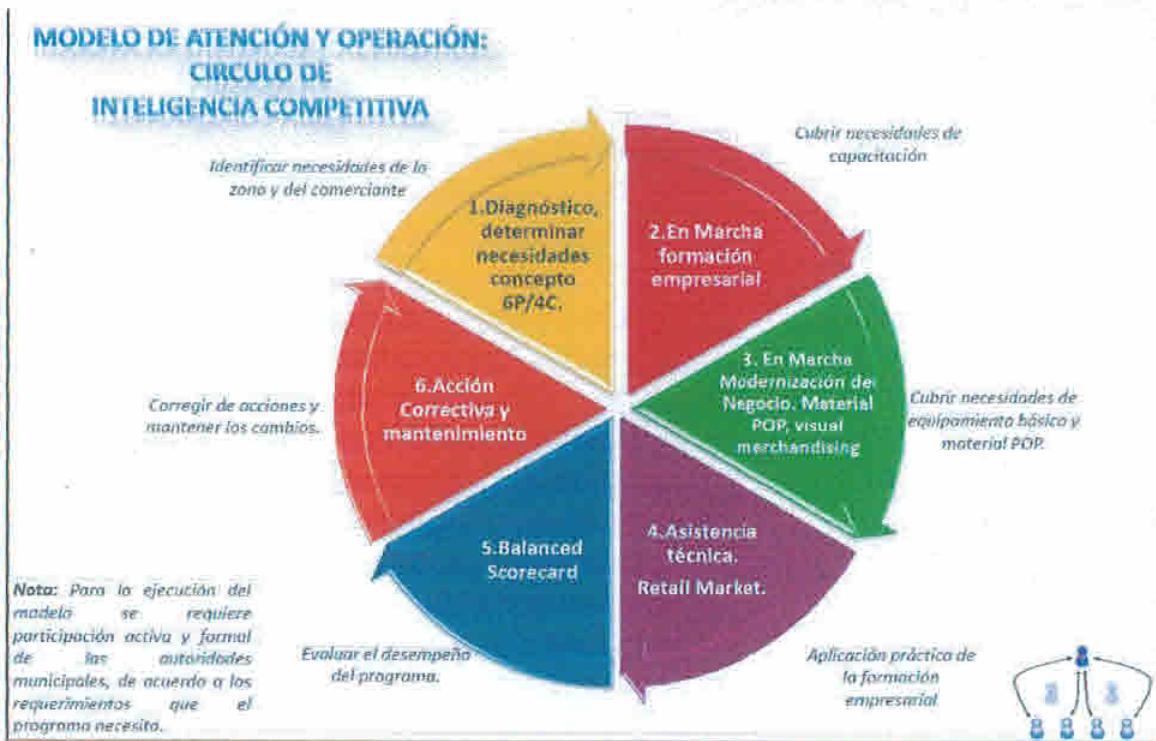 MODELO DE ATENCIÓN Y OPERACIÓN:
CIRCULO DE
INTELIGENCIA COMPETITIVA
Identificar necesidades de la
zona y del comerciante
Cubrir necesidades de
capacitación
1.Diagnóstico,
determinar
necesidades
concepto
6P/4C.
2.En Marcha
formación
empresarial
3. En Marcha
Modernización de
Negocio. Material
POP, visual
merchandising
Cubrir necesidades de
equipamiento básico y
material POP.
4.Asistencia
técnica.
Retail Market.
Aplicación práctica de
la formación
empresarial
5.Balanced
Scorecard
Evaluar el desempeño
del programa.
6.Acción
Correctiva y
mantenimiento
Corregir de acciones y
mantener los cambios.
Nota: Para la ejecución del
modelo se requiere
participación activa y formal
de las autoridades
municipales, de acuerdo a los
requerimientos que el
programa necesita.